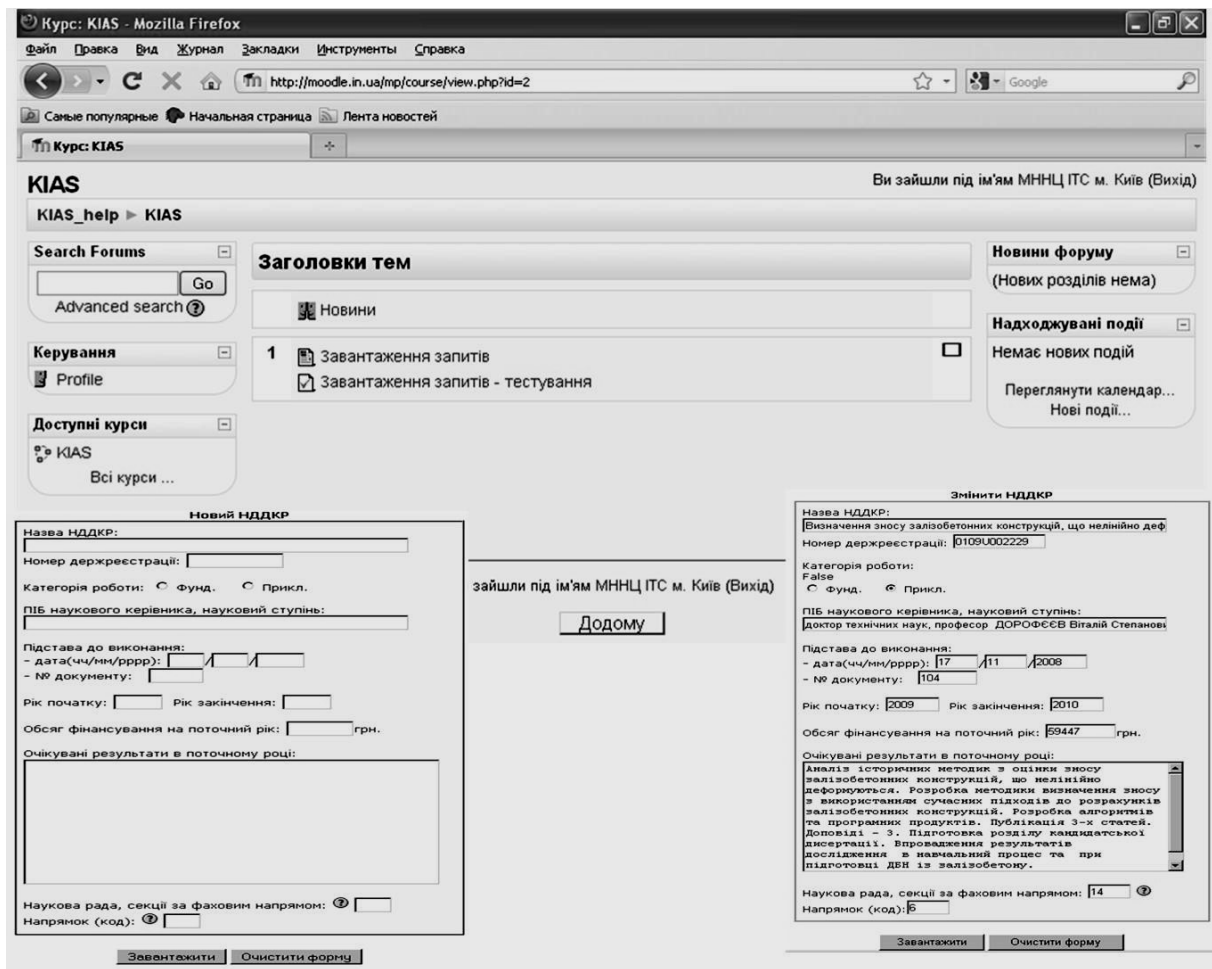 Курс: KIAS - Mozilla Firefox
Файл Правка Вид Журнал Закладки Инструменты Справка
http://moodle.in.ua/mp/course/view.php?id=2
Google
Самые популярные Начальная страница Лента новостей
Курс: KIAS
KIAS
Ви зайшли під ім'ям МННЦ ІТС м. Київ (Вихід)
KIAS_help ► KIAS
Search Forums
Go
Advanced search
Керування
Profile
Доступні курси
KIAS
Всі курси ...
Заголовки тем
Новини
1 Завантаження запитів
Завантаження запитів - тестування
Новини форуму
(Нових розділів нема)
Надходжувані події
Немає нових подій
Переглянути календар...
Нові події...
зайшли під ім'ям МННЦ ІТС м. Київ (Вихід)
Додому
Новий НДДКР
Назва НДДКР:
Номер держреєстрації:
Категорія роботи: Фунд. Прикл.
ПІБ наукового керівника, науковий ступінь:
Підстава до виконання:
- дата(чч/мм/рррр): / /
- № документу:
Рік початку: Рік закінчення:
Обсяг фінансування на поточний рік: грн.
Очікувані результати в поточному році:
Наукова рада, секції за фаховим напрямом:
Напрямок (код):
Завантажити Очистити форму
Змінити НДДКР
Назва НДДКР:
Визначення зносу залізобетонних конструкцій, що нелінійно деф
Номер держреєстрації: 0109U002229
Категорія роботи:
False
Фунд. Прикл.
ПІБ наукового керівника, науковий ступінь:
доктор технічних наук, професор ДОРОФЄЄВ Віталій Степанови
Підстава до виконання:
- дата(чч/мм/рррр): 17 /11 /2008
- № документу: 104
Рік початку: 2009 Рік закінчення: 2010
Обсяг фінансування на поточний рік: 59447 грн.
Очікувані результати в поточному році:
Аналіз історичних методик з оцінки зносу
залізобетонних конструкцій, що нелінійно
деформуються. Розробка методики визначення зносу
з використанням сучасних підходів до розрахунків
залізобетонних конструкцій. Розробка алгоритмів
та програмних продуктів. Публікація 3-х статей.
Доповіді - 3. Підготовка розділу кандидатської
дисертації. Впровадження результатів
дослідження в навчальний процес та при
підготовці ДБН із залізобетону.
Наукова рада, секції за фаховим напрямом: 14
Напрямок (код): 6
Завантажити Очистити форму